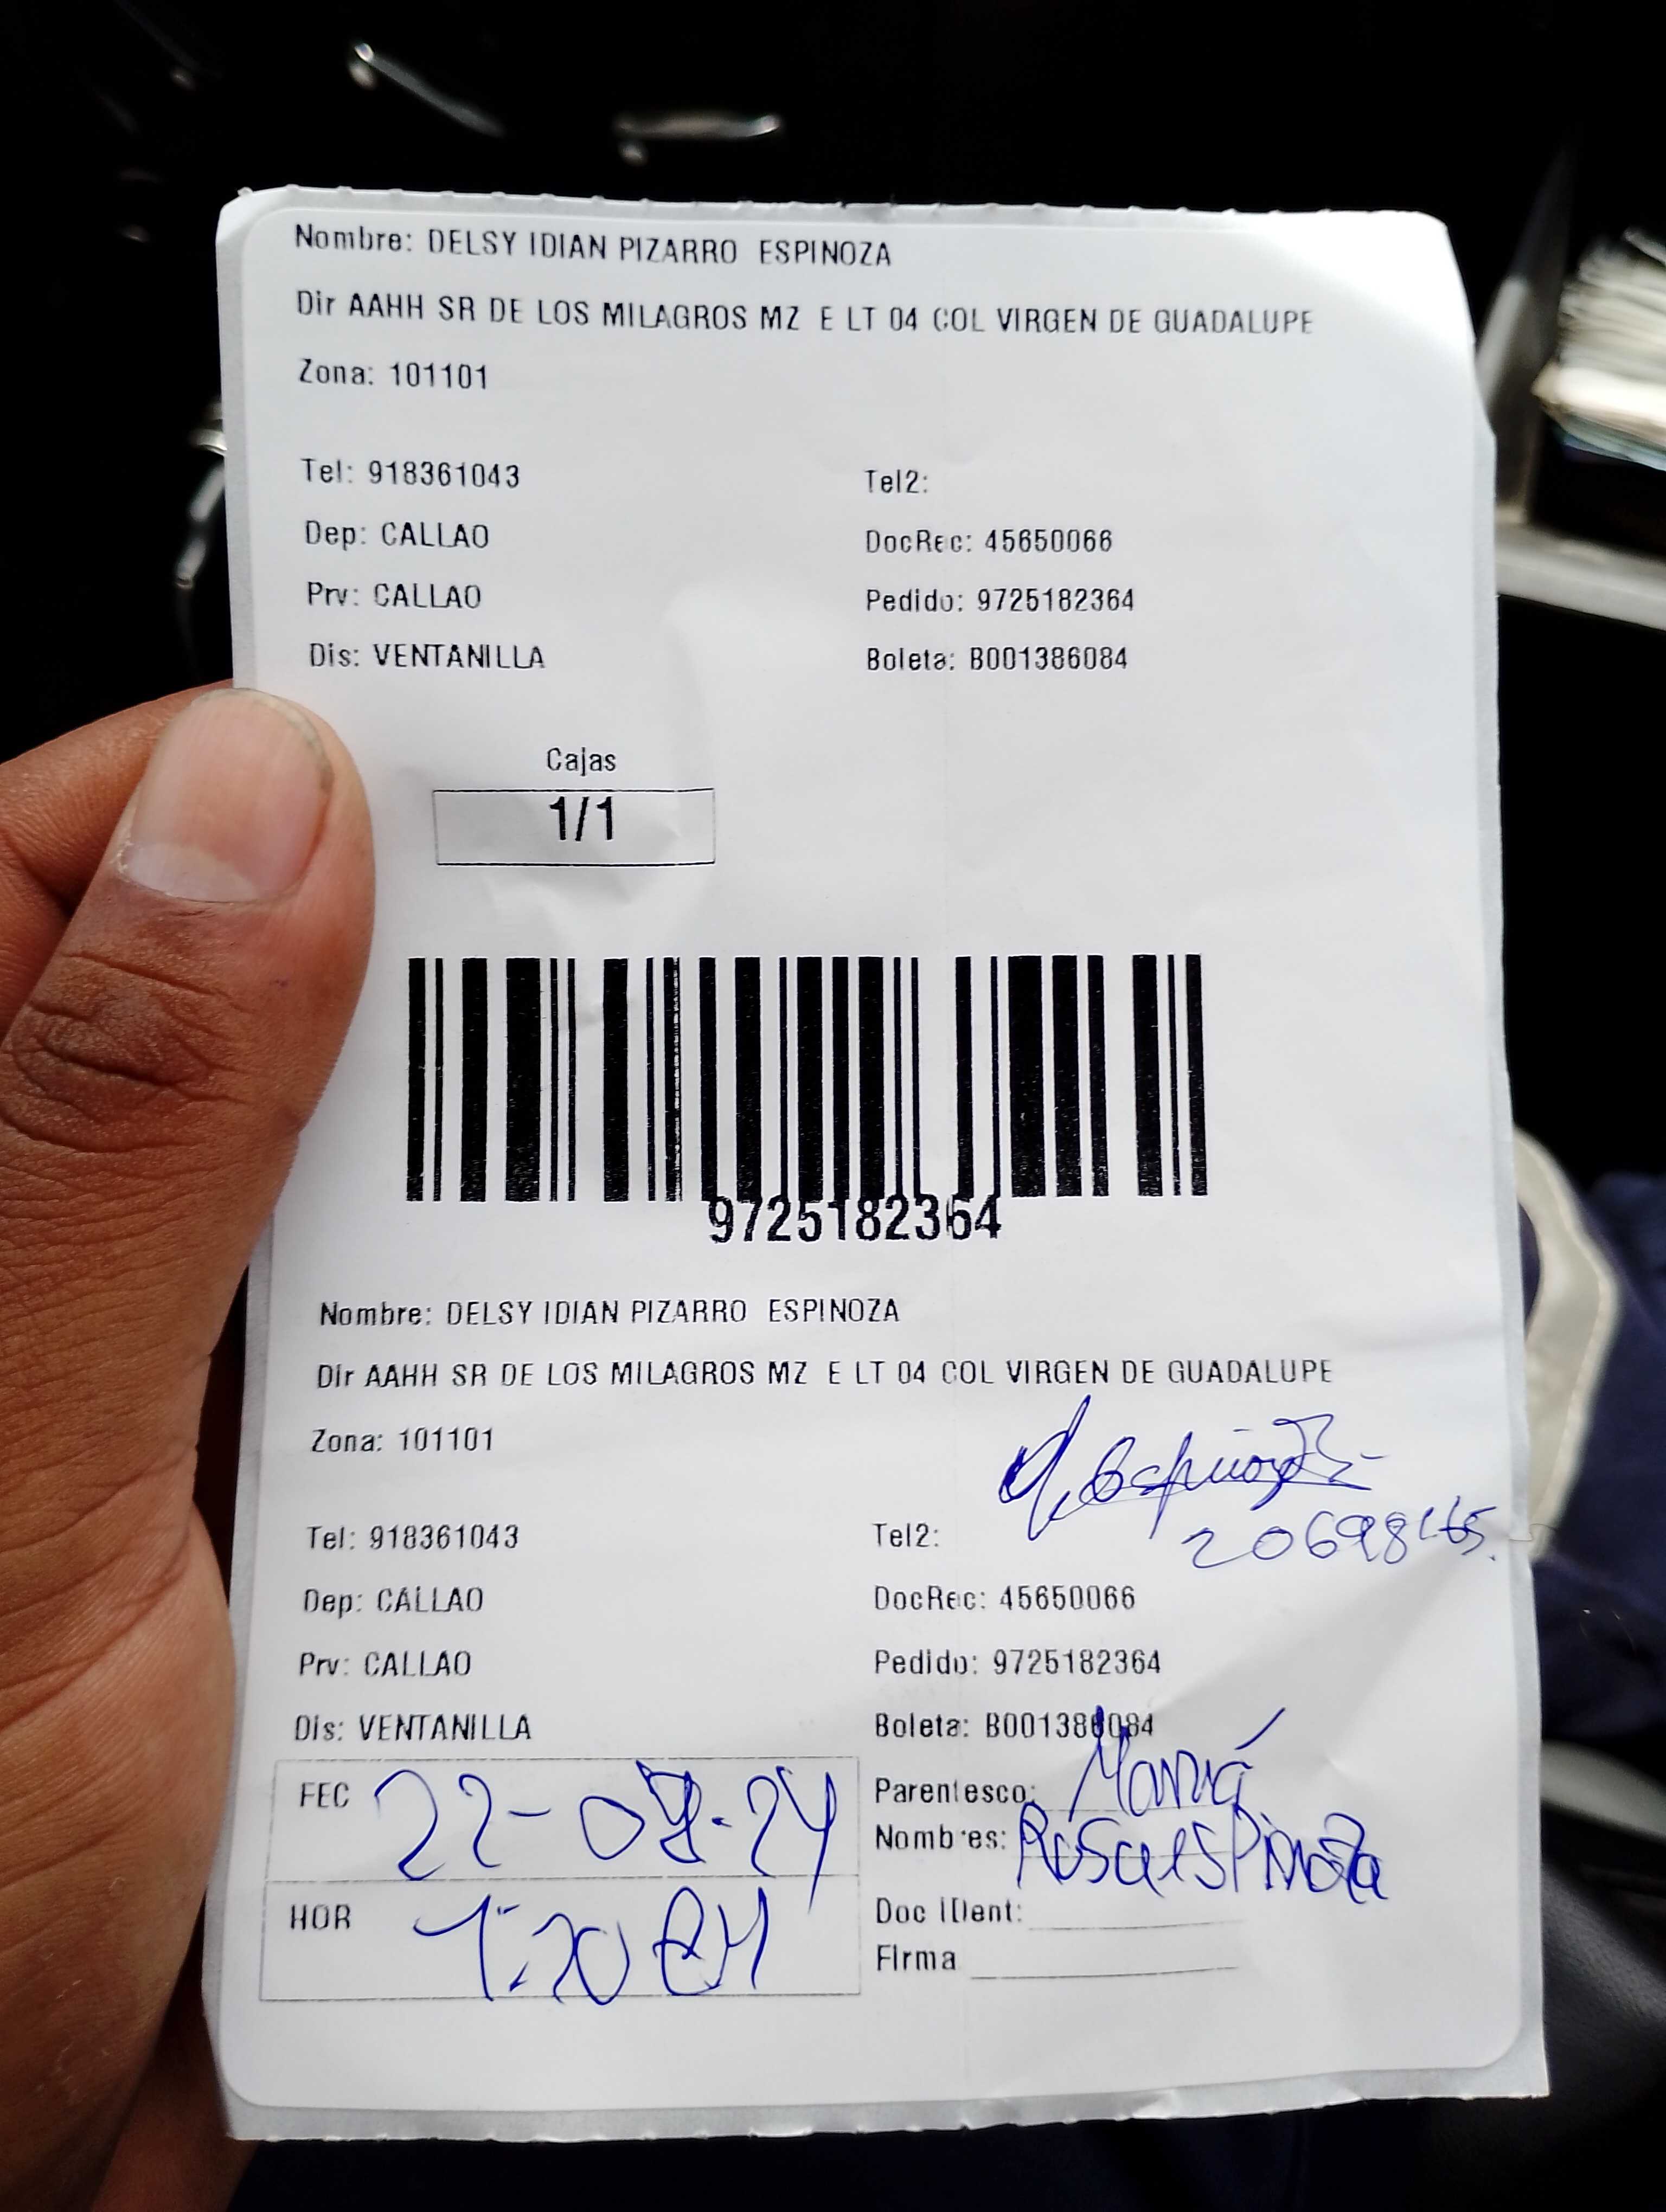 Nombre: DELSY IDIAN PIZARRO ESPINOZA
Dir AAHH SR DE LOS MILAGROS MZ E LT 04 COL VIRGEN DE GUADALUPE
Zona: 101101
Tel: 918361043 Tel2:
Dep: CALLAO DocRec: 45650066
Prv: CALLAO Pedido: 9725182364
Dis: VENTANILLA Boleta: B001386084
Cajas
1/1
9725182364
Nombre: DELSY IDIAN PIZARRO ESPINOZA
Dir AAHH SR DE LOS MILAGROS MZ E LT 04 COL VIRGEN DE GUADALUPE
Zona: 101101
Tel: 918361043 Tel2:
Dep: CALLAO DocRec: 45650066
Prv: CALLAO Pedido: 9725182364
Dis: VENTANILLA Boleta: B001386084
FEC Parentesco: Mamá
Nombres: Rosa espinoza
HOR Doc IDent:
Firma